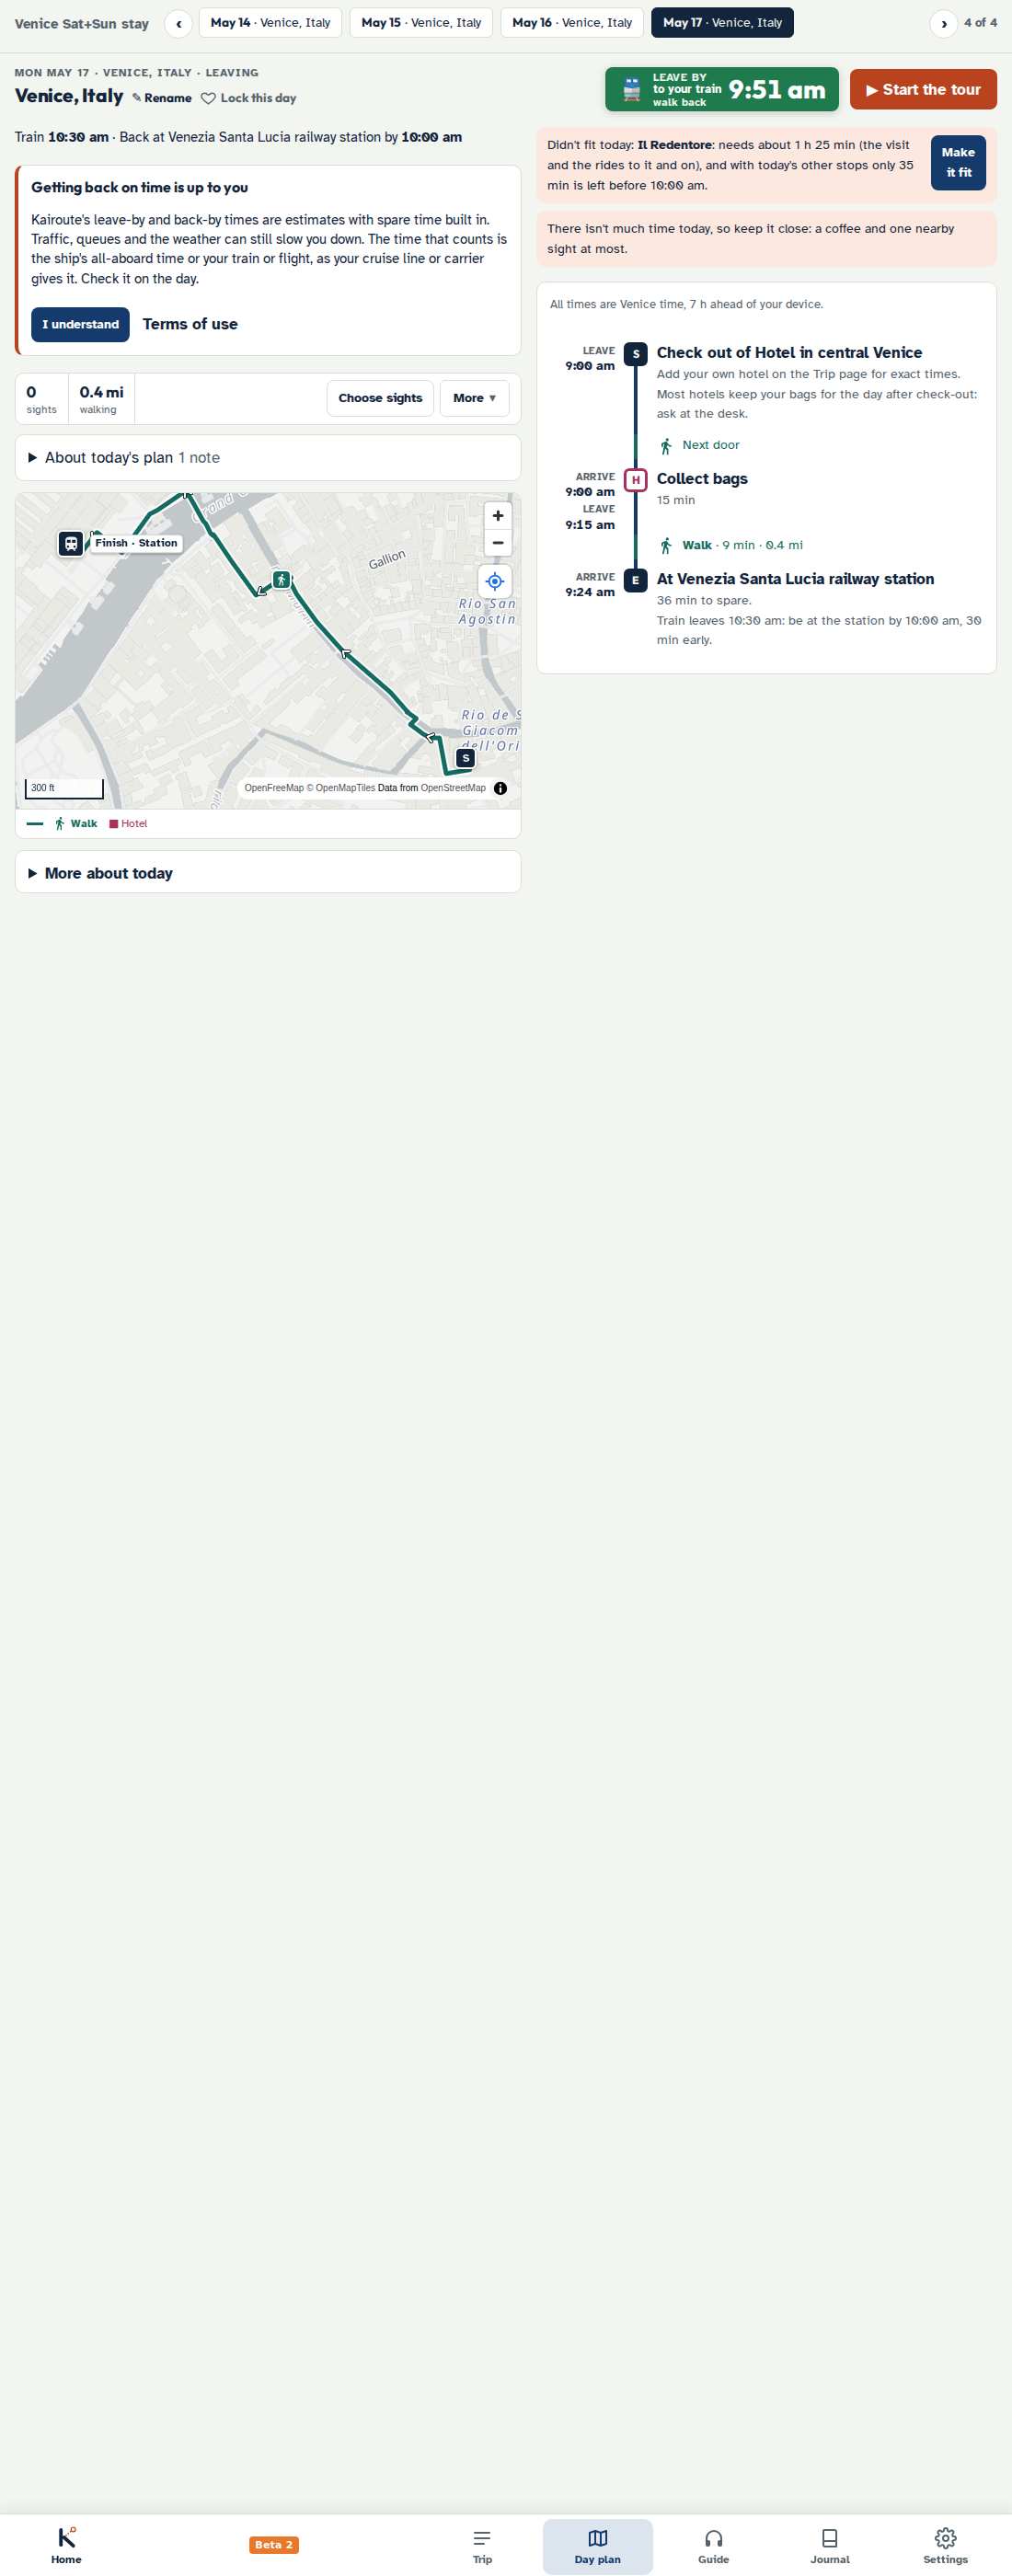 Venice Sat+Sun stay
‹
May 14 · Venice, Italy
May 15 · Venice, Italy
May 16 · Venice, Italy
May 17 · Venice, Italy
›
4 of 4
MON MAY 17 · VENICE, ITALY · LEAVING
Venice, Italy ✎ Rename Lock this day
LEAVE BY
to your train
walk back
9:51 am
▶ Start the tour
Train 10:30 am · Back at Venezia Santa Lucia railway station by 10:00 am
Getting back on time is up to you
Kairoute's leave-by and back-by times are estimates with spare time built in.
Traffic, queues and the weather can still slow you down. The time that counts is
the ship's all-aboard time or your train or flight, as your cruise line or carrier
gives it. Check it on the day.
I understand
Terms of use
0
sights
0.4 mi
walking
Choose sights
More ▼
▶ About today's plan 1 note
Grand
Finish · Station
Gallion
Rio San
Agostin
Rio de S
Giacom
dell'Ori
S
+
−
300 ft
OpenFreeMap © OpenMapTiles Data from OpenStreetMap
Walk
Hotel
▶ More about today
Didn't fit today: Il Redentore: needs about 1 h 25 min (the visit
and the rides to it and on), and with today's other stops only 35
min is left before 10:00 am.
Make
it fit
There isn't much time today, so keep it close: a coffee and one nearby
sight at most.
All times are Venice time, 7 h ahead of your device.
LEAVE
9:00 am
S
Check out of Hotel in central Venice
Add your own hotel on the Trip page for exact times.
Most hotels keep your bags for the day after check-out:
ask at the desk.
Next door
ARRIVE
9:00 am
LEAVE
9:15 am
H
Collect bags
15 min
Walk · 9 min · 0.4 mi
ARRIVE
9:24 am
E
At Venezia Santa Lucia railway station
36 min to spare.
Train leaves 10:30 am: be at the station by 10:00 am, 30
min early.
Home
Beta 2
Trip
Day plan
Guide
Journal
Settings